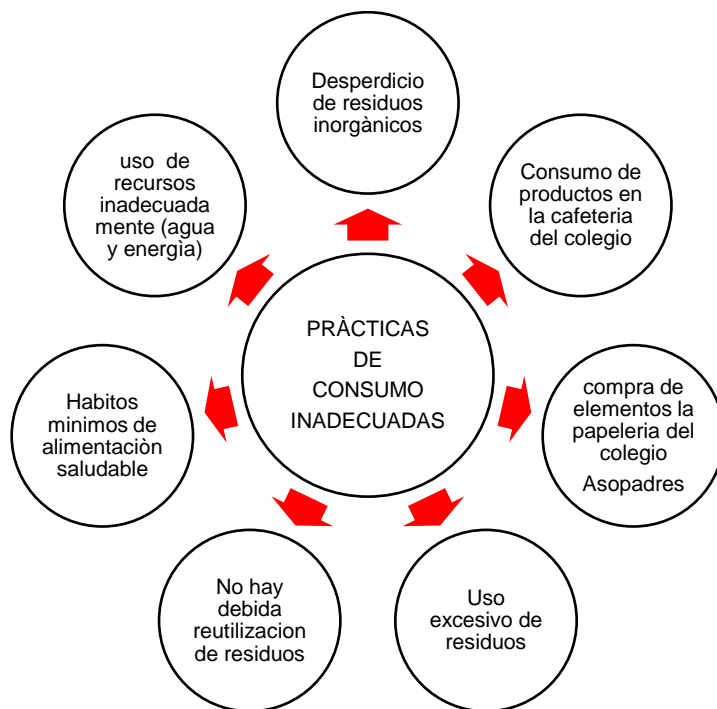 Desperdicio
de residuos
inorgànicos
Consumo de
productos en
la cafeteria
del colegio
compra de
elementos la
papeleria del
colegio
Asopadres
Uso
excesivo de
residuos
No hay
debida
reutilizacion
de residuos
Habitos
minimos de
alimentaciòn
saludable
uso de
recursos
inadecuada
mente (agua
y energìa)
PRÀCTICAS
DE
CONSUMO
INADECUADAS